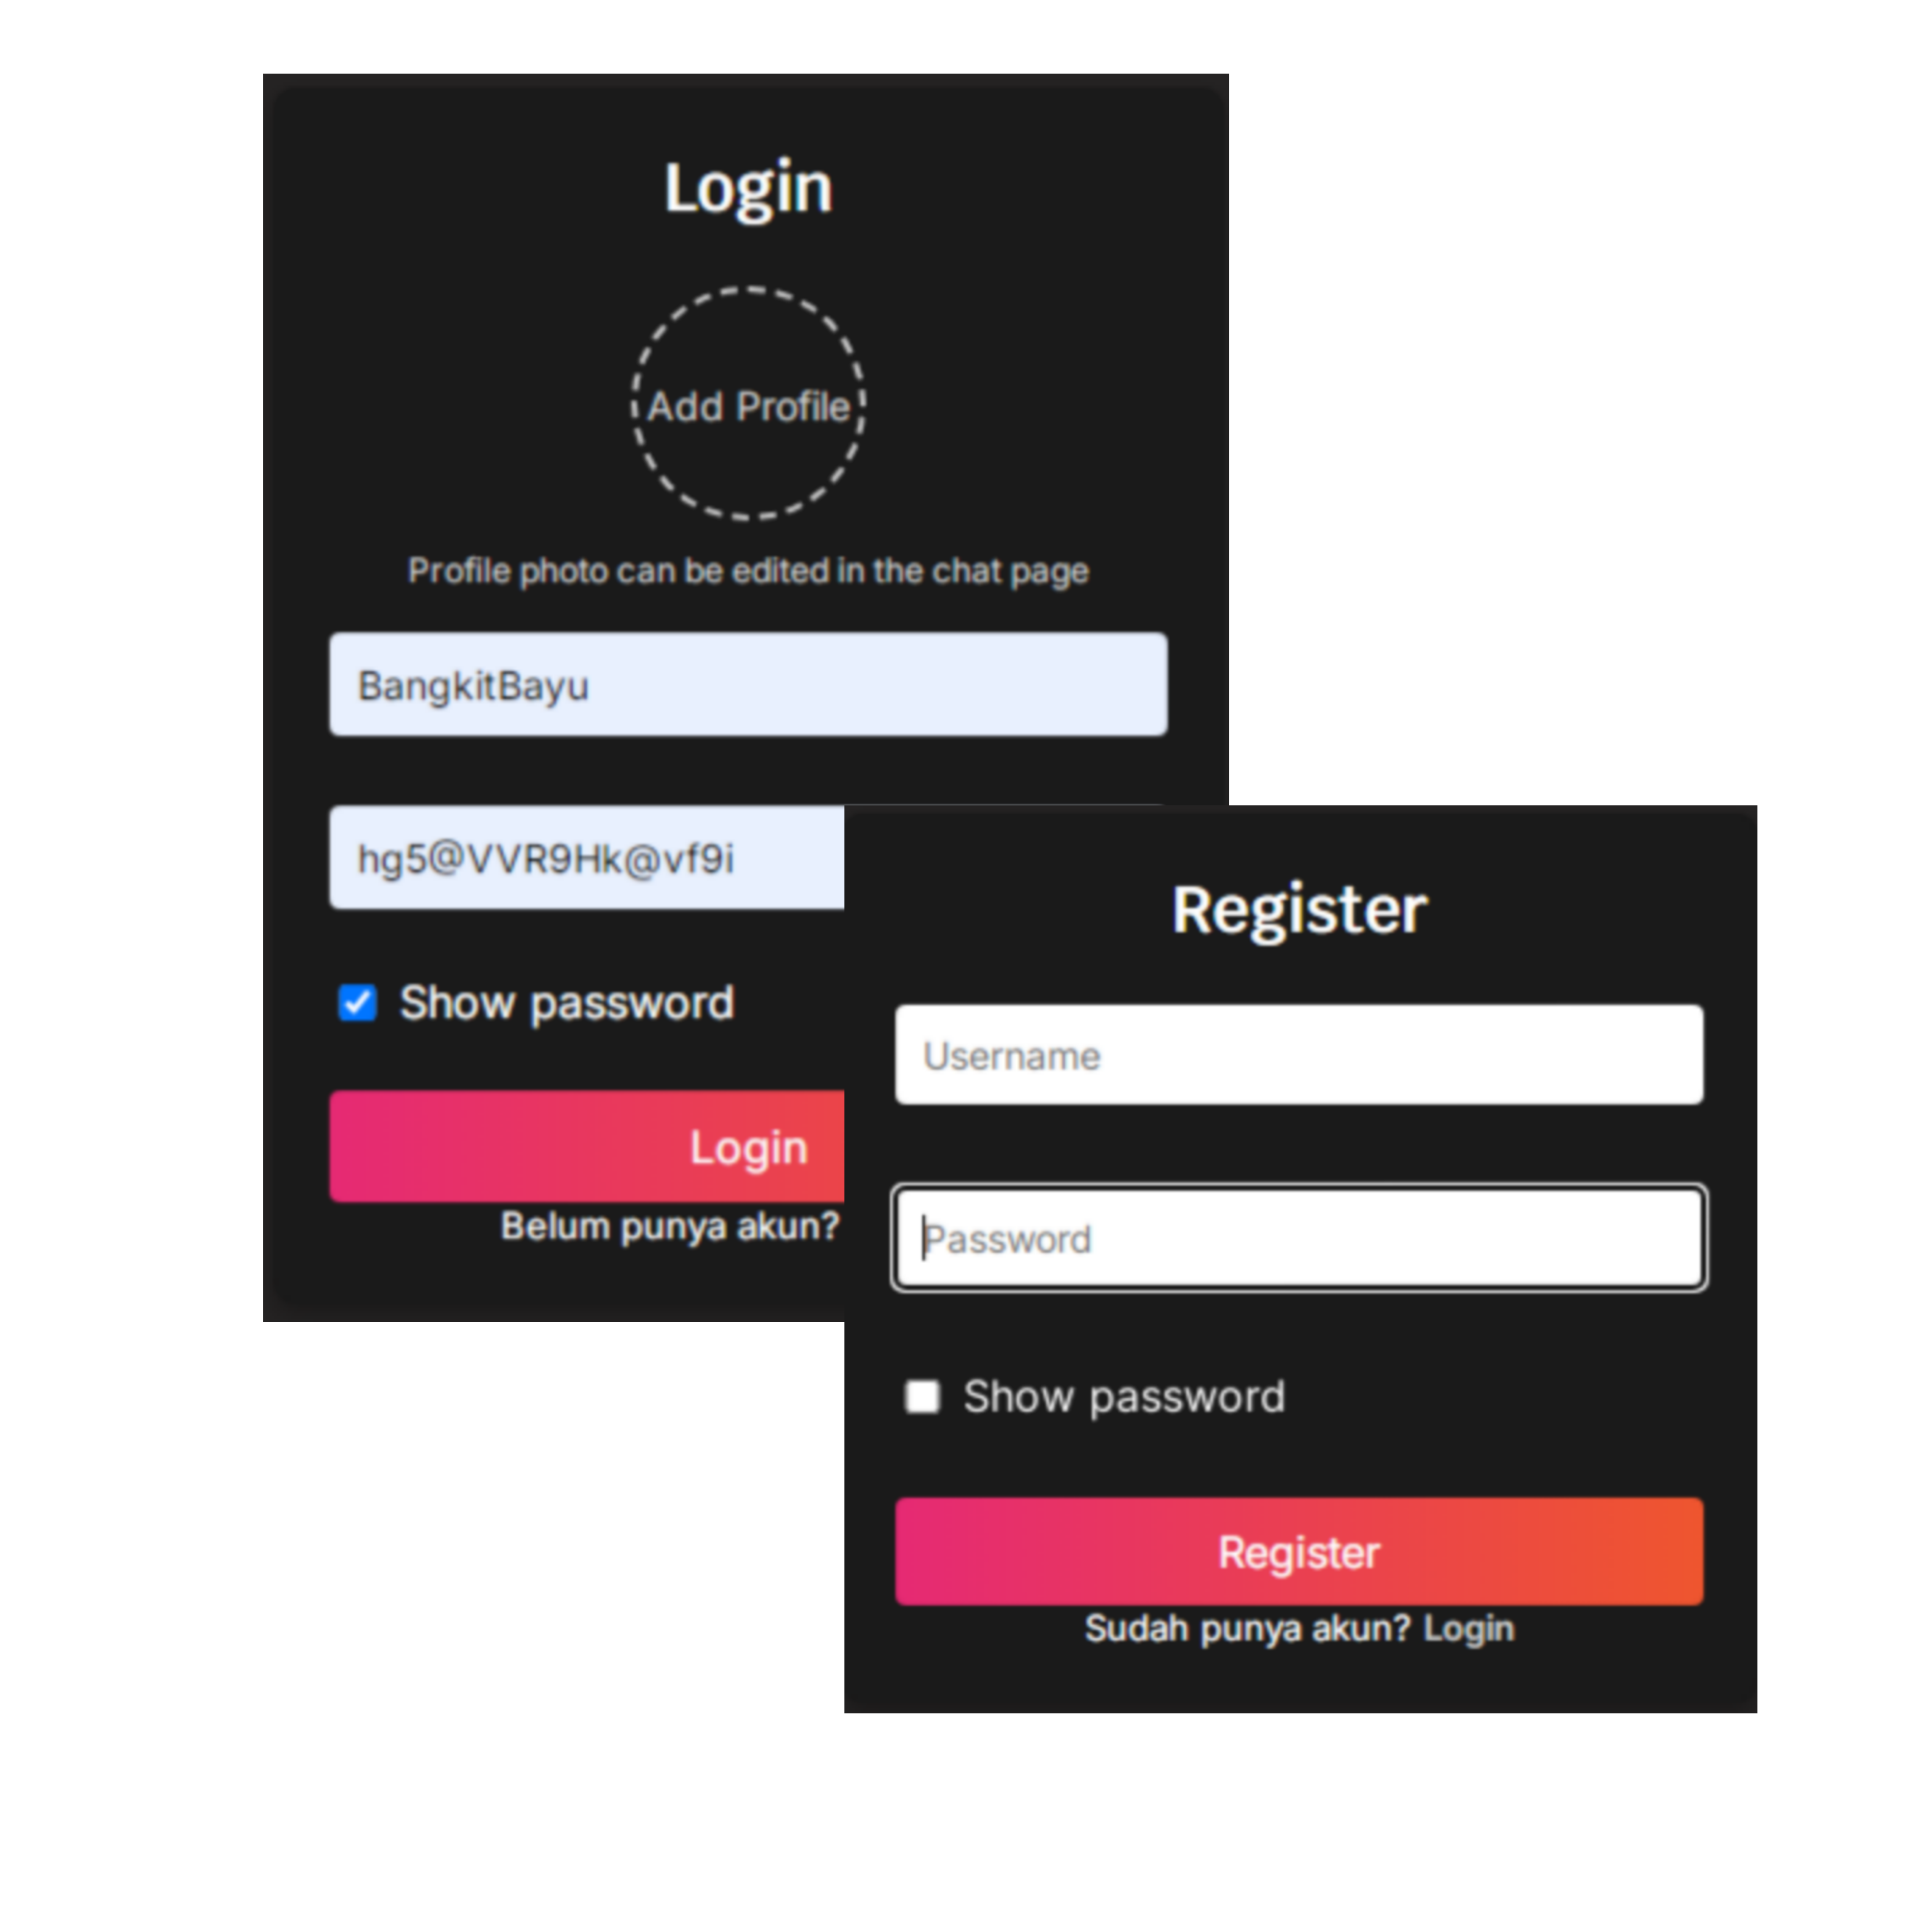 Login
Add Profile
Profile photo can be edited in the chat page
BangkitBayu
hg5@VVR9Hk@vf9i
Show password
Login
Belum punya akun?
Register
Username
Password
Show password
Register
Sudah punya akun? Login